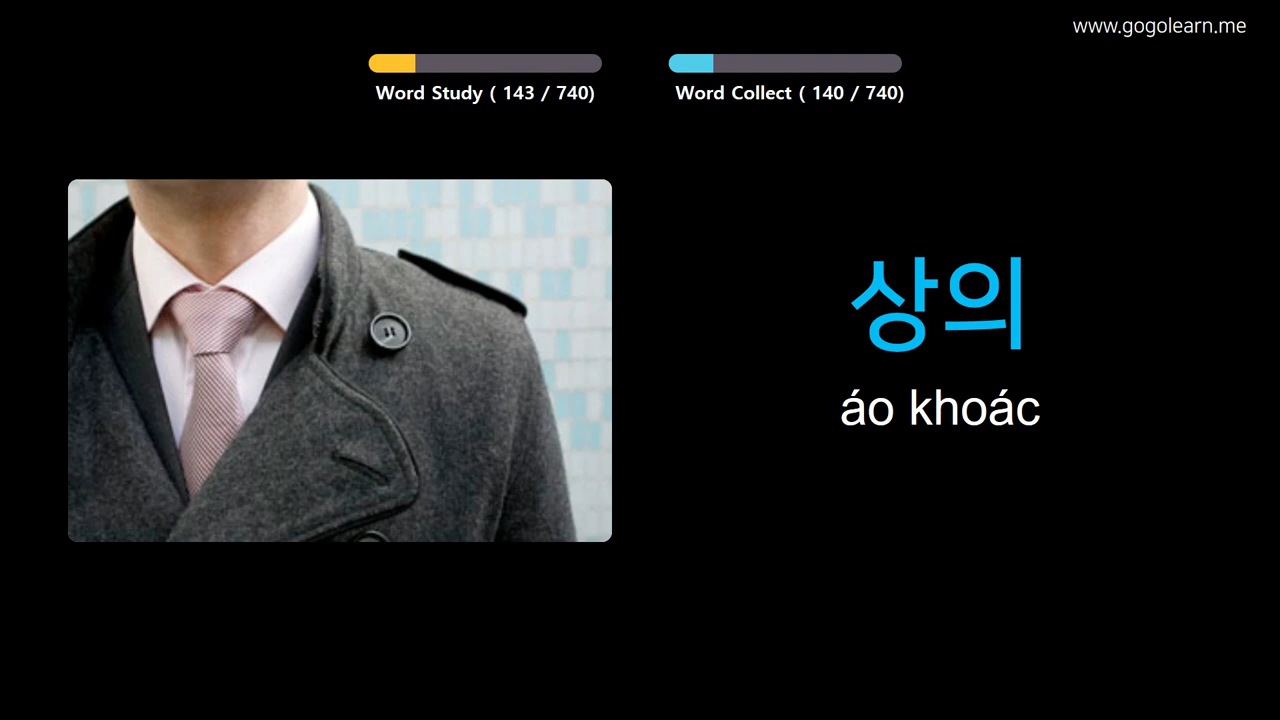 www.gogolearn.me
Word Study ( 143 / 740)
Word Collect ( 140 / 740)
상의
áo khoác